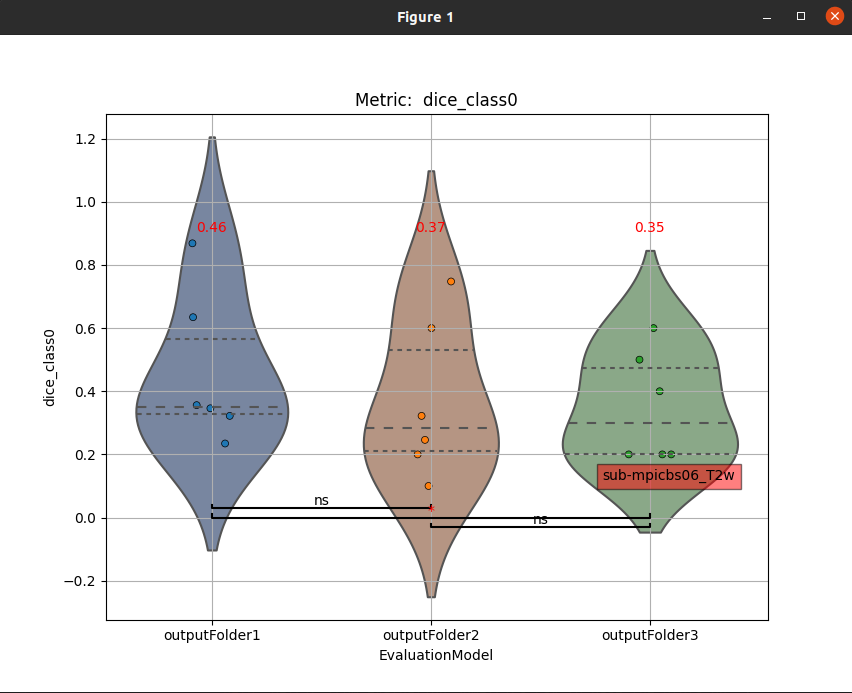 Figure 1
Metric: dice_class0
1.2
1.0
0.8
0.6
0.4
0.2
0.0
−0.2
dice_class0
0.46
0.37
0.35
sub-mpicbs06_T2w
ns
*
ns
outputFolder1
outputFolder2
outputFolder3
EvaluationModel